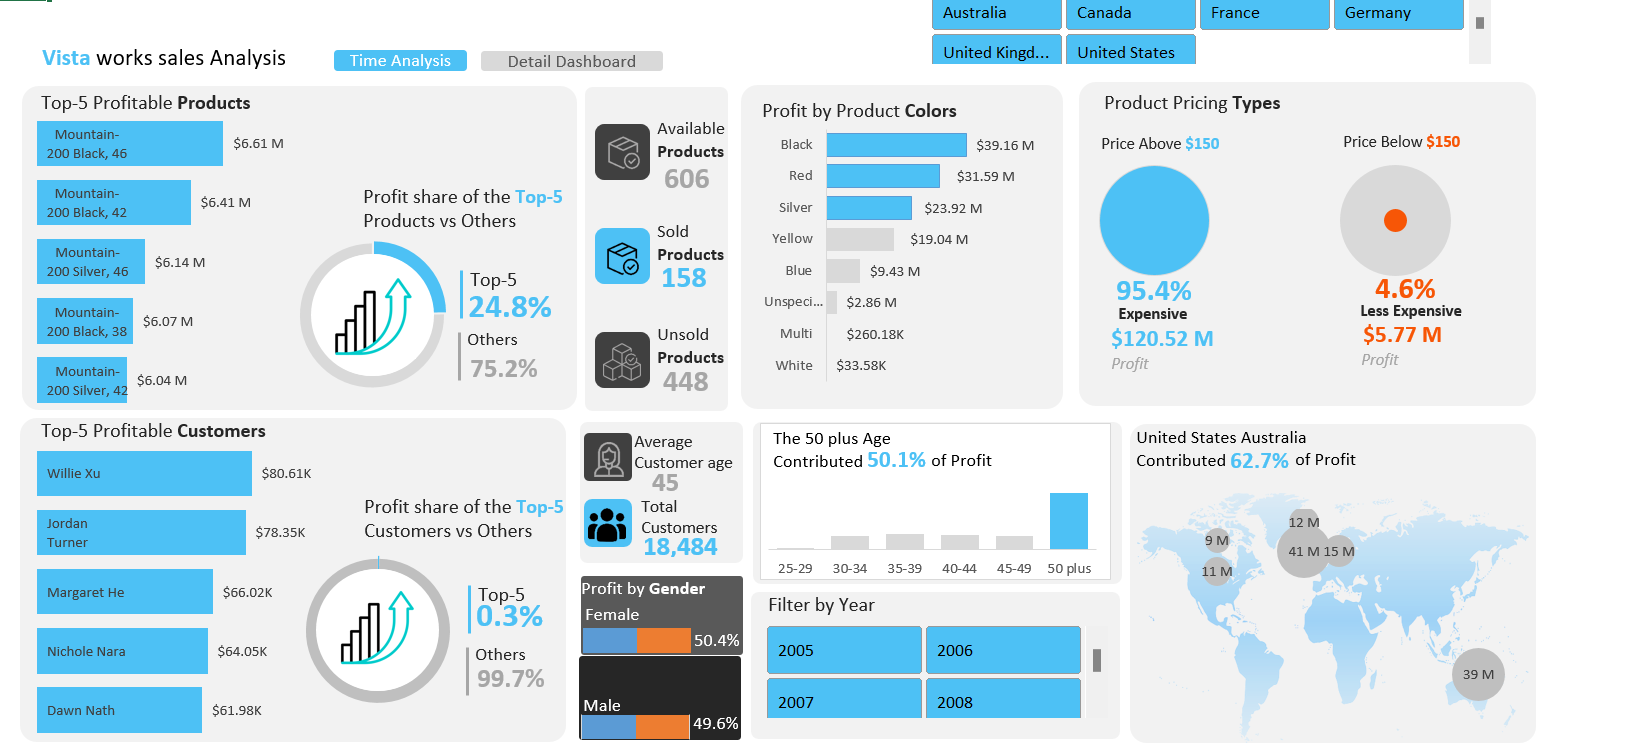 Australia
Canada
France
Germany
United Kingd...
United States
Vista works sales Analysis
Time Analysis
Detail Dashboard
Top-5 Profitable Products
Mountain-
200 Black, 46
$6.61 M
Mountain-
200 Black, 42
$6.41 M
Mountain-
200 Silver, 46
$6.14 M
Mountain-
200 Black, 38
$6.07 M
Mountain-
200 Silver, 42
$6.04 M
Profit share of the Top-5
Products vs Others
Top-5
24.8%
Others
75.2%
Available
Products
606
Sold
Products
158
Unsold
Products
448
Profit by Product Colors
Black
$39.16 M
Red
$31.59 M
Silver
$23.92 M
Yellow
$19.04 M
Blue
$9.43 M
Unspeci...
$2.86 M
Multi
$260.18K
White
$33.58K
Product Pricing Types
Price Above $150
95.4%
Expensive
$120.52 M
Profit
Price Below $150
4.6%
Less Expensive
$5.77 M
Profit
Top-5 Profitable Customers
Willie Xu
$80.61K
Jordan
Turner
$78.35K
Margaret He
$66.02K
Nichole Nara
$64.05K
Dawn Nath
$61.98K
Profit share of the Top-5
Customers vs Others
Top-5
0.3%
Others
99.7%
Average
Customer age
45
Total
Customers
18,484
Profit by Gender
Female
50.4%
Male
49.6%
The 50 plus Age
Contributed 50.1% of Profit
25-29
30-34
35-39
40-44
45-49
50 plus
Filter by Year
2005
2006
2007
2008
United States Australia
Contributed 62.7% of Profit
12 M
9 M
41 M
15 M
11 M
39 M